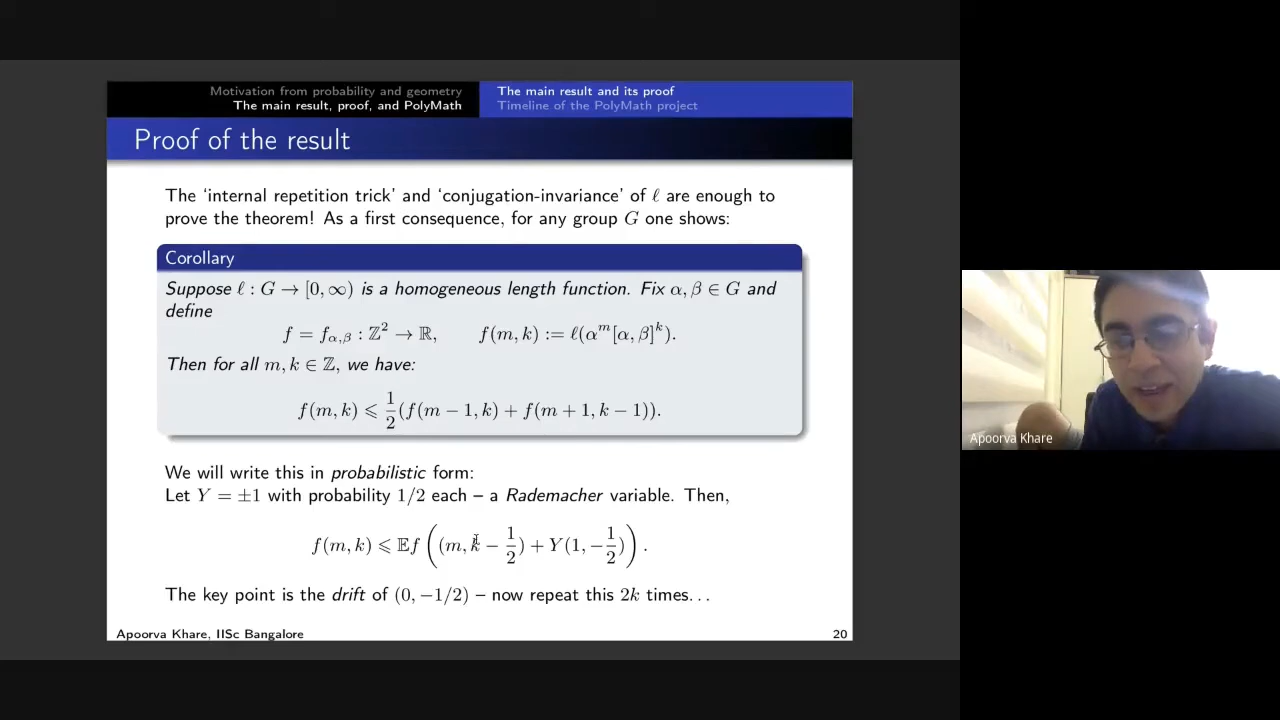 Motivation from probability and geometry
The main result, proof, and PolyMath
The main result and its proof
Timeline of the PolyMath project
Proof of the result
The ‘internal repetition trick’ and ‘conjugation-invariance’ of ℓ are enough to
prove the theorem! As a first consequence, for any group G one shows:
Corollary
Suppose ℓ : G → [0, ∞) is a homogeneous length function. Fix α, β ∈ G and
define
f = f_{α,β} : ℤ² → ℝ, f(m, k) := ℓ(α^m[α, β]^k).
Then for all m, k ∈ ℤ, we have:
f(m, k) ⩽ 1/2 (f(m − 1, k) + f(m + 1, k − 1)).
We will write this in probabilistic form:
Let Y = ±1 with probability 1/2 each – a Rademacher variable. Then,
f(m, k) ⩽ 𝔼f ((m, k − 1/2) + Y(1, −1/2)).
The key point is the drift of (0, −1/2) – now repeat this 2k times...
Apoorva Khare, IISc Bangalore
20
Apoorva Khare